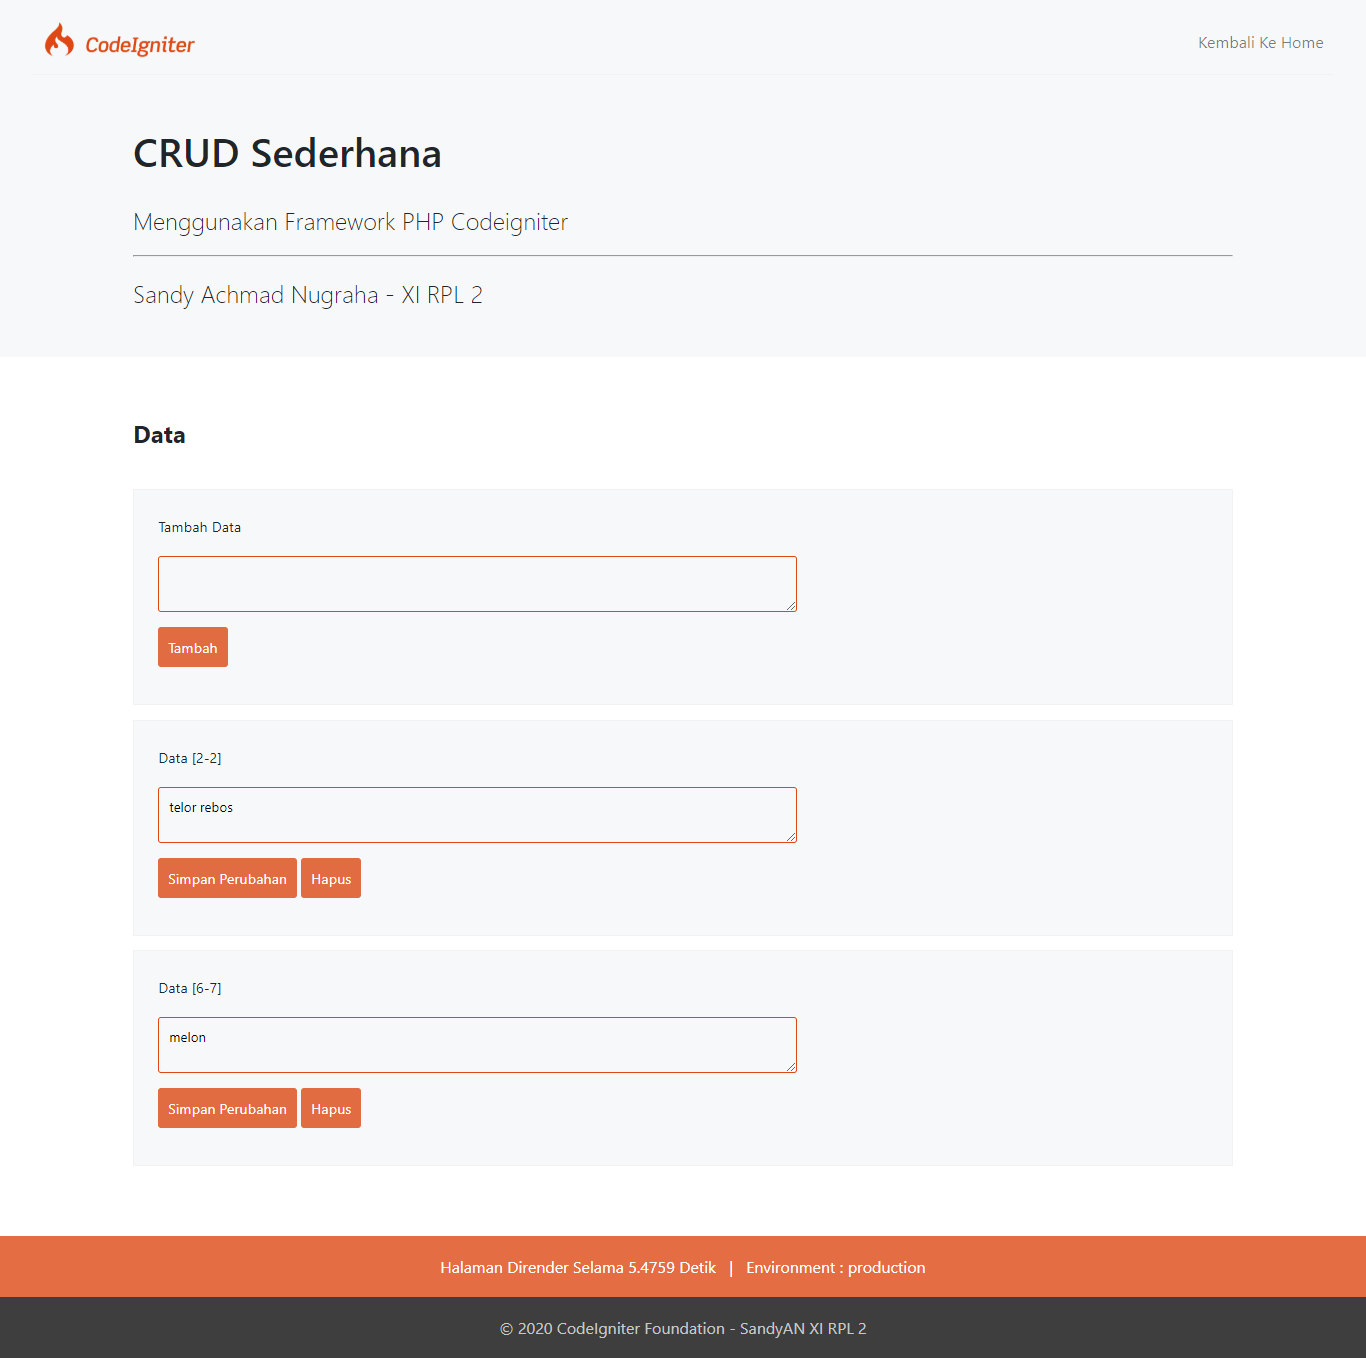 CodeIgniter
Kembali Ke Home
CRUD Sederhana
Menggunakan Framework PHP Codeigniter
Sandy Achmad Nugraha - XI RPL 2
Data
Tambah Data
Tambah
Data [2-2]
telor rebos
Simpan Perubahan Hapus
Data [6-7]
melon
Simpan Perubahan Hapus
Halaman Dirender Selama 5.4759 Detik | Environment : production
© 2020 CodeIgniter Foundation - SandyAN XI RPL 2